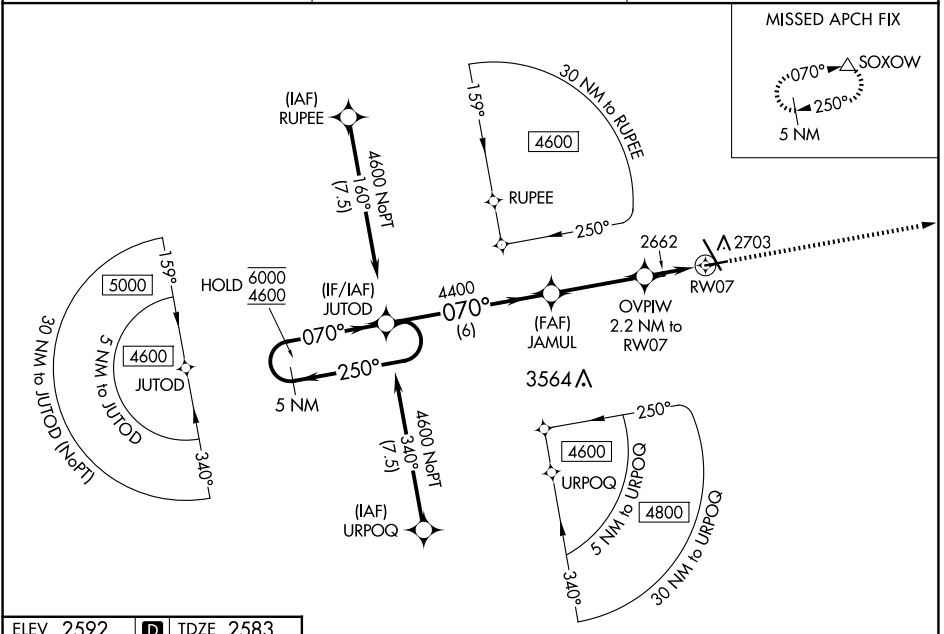 MISSED APCH FIX
070°
SOXOW
250°
5 NM
(IAF)
RUPEE
4600 NoPT
160°
(7.5)
159°
30 NM to RUPEE
4600
RUPEE
250°
159°
5000
4600
JUTOD
5 NM to JUTOD
30 NM to JUTOD (NoPT)
340°
HOLD 6000
4600
(IF/IAF)
JUTOD
070°
250°
5 NM
4400
070°
(6)
(FAF)
JAMUL
2662
OVPIW
2.2 NM to
RW07
2703
RW07
3564
4600 NoPT
340°
(7.5)
(IAF)
URPOQ
250°
4600
URPOQ
5 NM to URPOQ
4800
30 NM to URPOQ
340°
ELEV 2592 D TDZE 2583